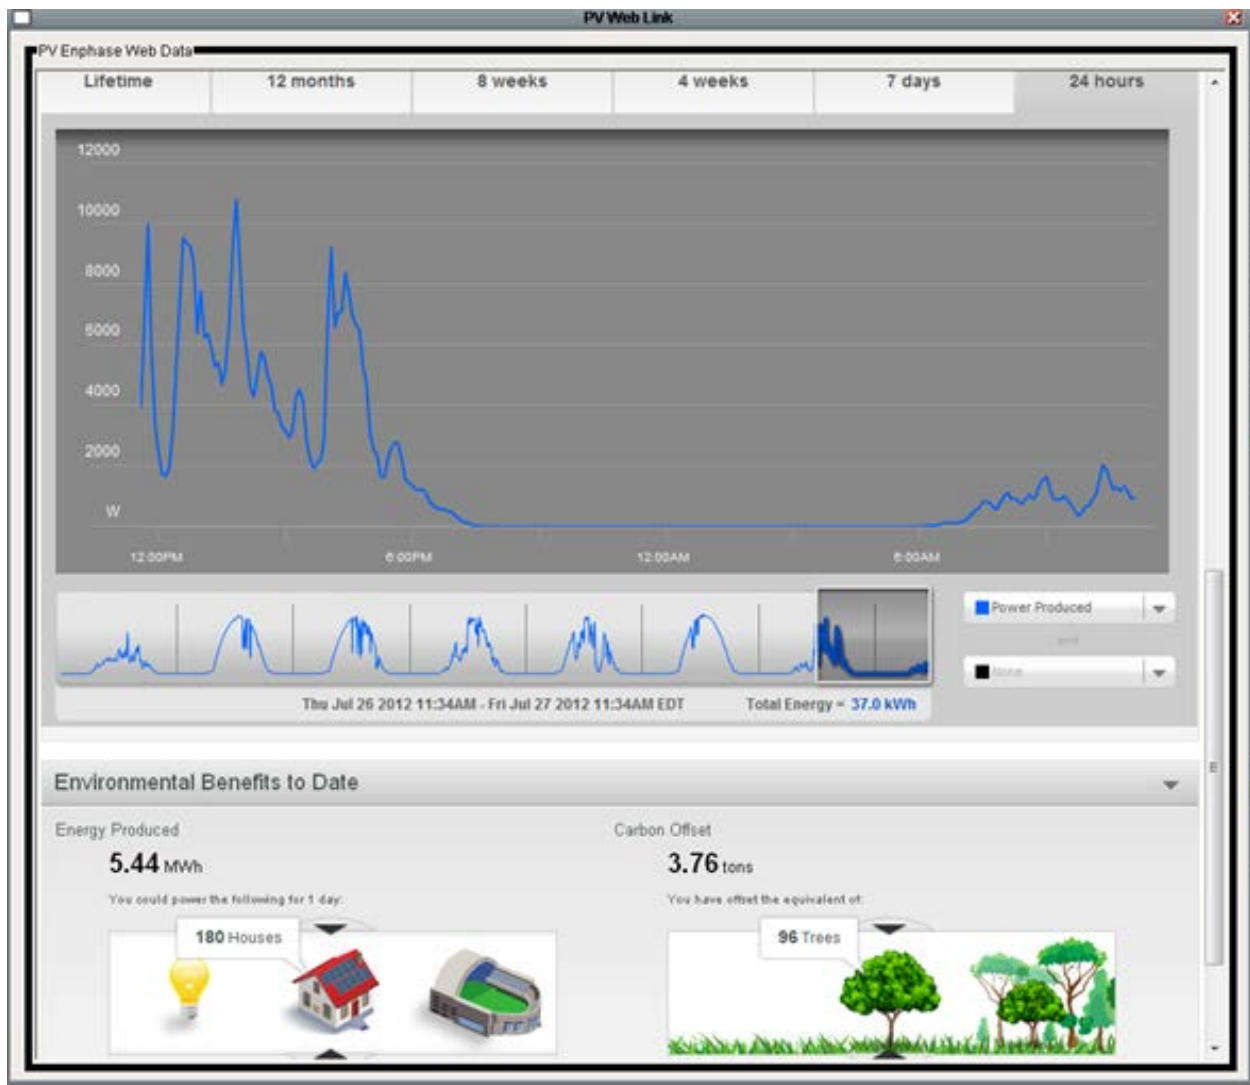 PV Web Link
PV Enphase Web Data
Lifetime 12 months 8 weeks 4 weeks 7 days 24 hours
12000
10000
8000
6000
4000
2000
W
12:00PM 6:00PM 12:00AM 6:00AM
Power Produced
and
None
Thu Jul 26 2012 11:34AM - Fri Jul 27 2012 11:34AM EDT Total Energy = 37.0 kWh
Environmental Benefits to Date
Energy Produced Carbon Offset
5.44 MWh 3.76 tons
You could power the following for 1 day: You have offset the equivalent of:
180 Houses 96 Trees